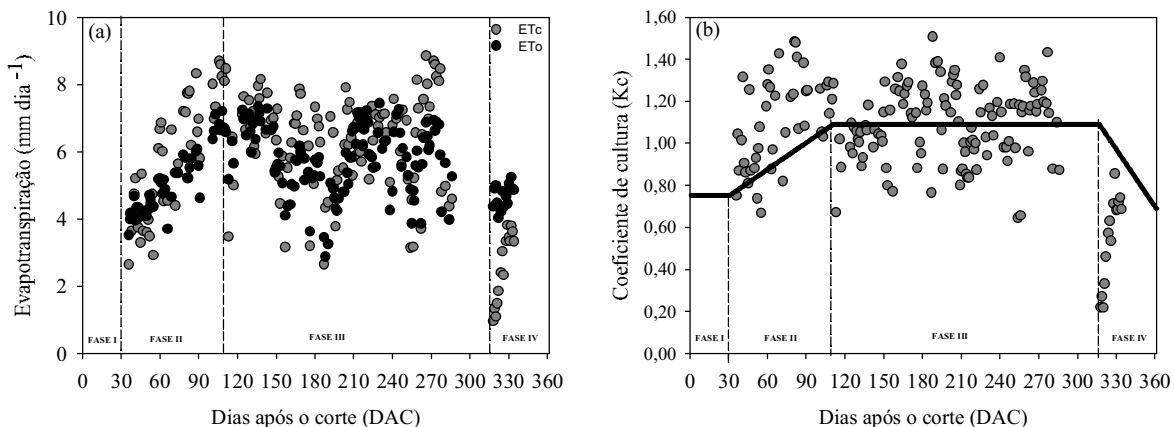 (a)
ETc
ETo
Evapotranspiração (mm dia -1)
10
8
6
4
2
0
FASE I
FASE II
FASE III
FASE IV
0 30 60 90 120 150 180 210 240 270 300 330 360
Dias após o corte (DAC)
(b)
Coeficiente de cultura (Kc)
1,60
1,40
1,20
1,00
0,80
0,60
0,40
0,20
0,00
FASE I
FASE II
FASE III
FASE IV
0 30 60 90 120 150 180 210 240 270 300 330 360
Dias após o corte (DAC)